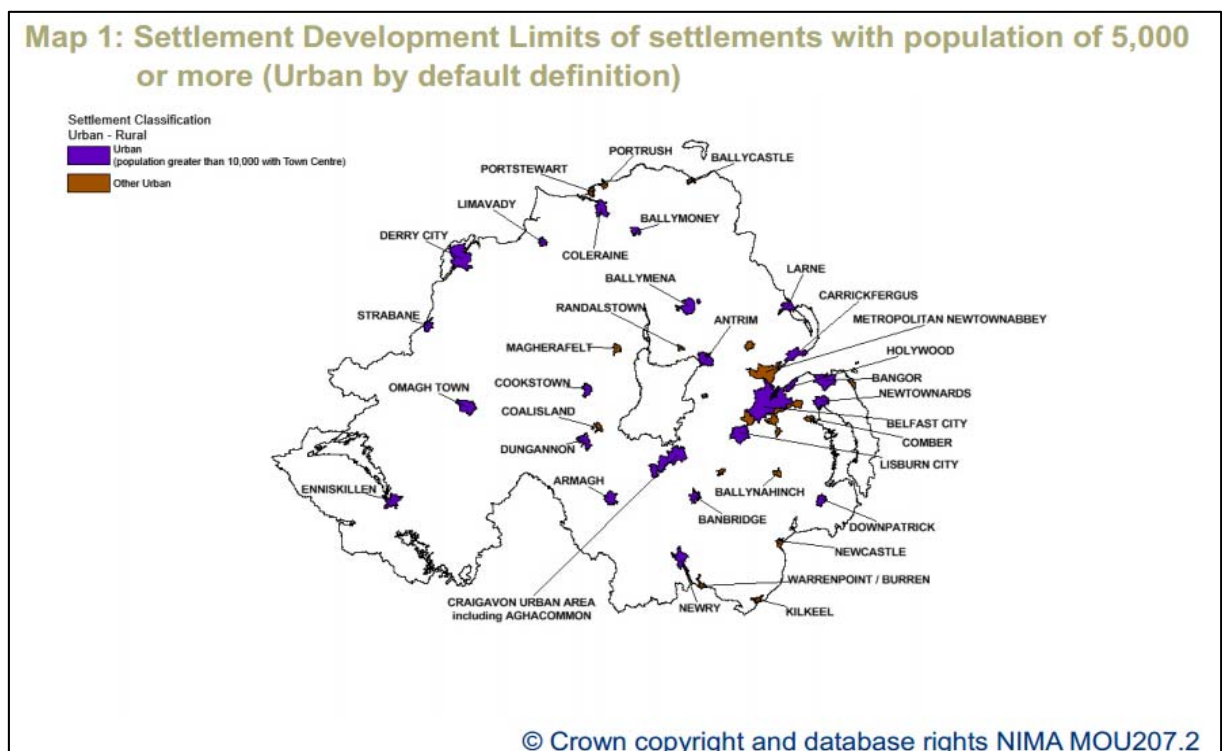 Map 1: Settlement Development Limits of settlements with population of 5,000
or more (Urban by default definition)
Settlement Classification
Urban - Rural
Urban
(population greater than 10,000 with Town Centre)
Other Urban
PORTRUSH
BALLYCASTLE
PORTSTEWART
LIMAVADY
BALLYMONEY
DERRY CITY
COLERAINE
LARNE
BALLYMENA
CARRICKFERGUS
RANDALSTOWN
ANTRIM
METROPOLITAN NEWTOWNABBEY
STRABANE
MAGHERAFELT
HOLYWOOD
BANGOR
OMAGH TOWN
COOKSTOWN
NEWTOWNARDS
COALISLAND
BELFAST CITY
COMBER
DUNGANNON
LISBURN CITY
ARMAGH
ENNISKILLEN
BALLYNAHINCH
BANBRIDGE
DOWNPATRICK
NEWCASTLE
WARRENPOINT / BURREN
CRAIGAVON URBAN AREA
including AGHACOMMON
NEWRY
KILKEEL
© Crown copyright and database rights NIMA MOU207.2